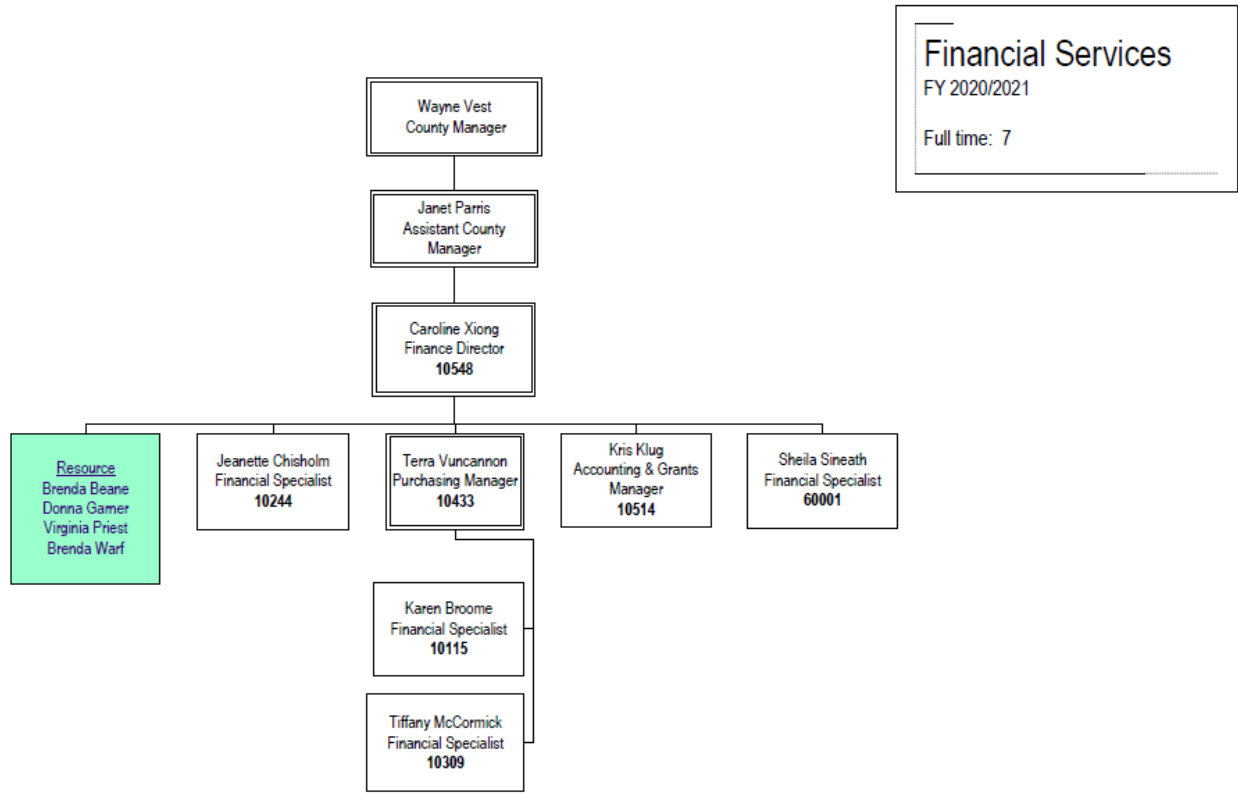 Financial Services
FY 2020/2021
Full time: 7
Wayne Vest
County Manager
Janet Parris
Assistant County
Manager
Caroline Xiong
Finance Director
10548
Resource
Brenda Beane
Donna Garner
Virginia Priest
Brenda Warf
Jeanette Chisholm
Financial Specialist
10244
Terra Vuncannon
Purchasing Manager
10433
Kris Klug
Accounting & Grants
Manager
10514
Sheila Sineath
Financial Specialist
60001
Karen Broome
Financial Specialist
10115
Tiffany McCormick
Financial Specialist
10309